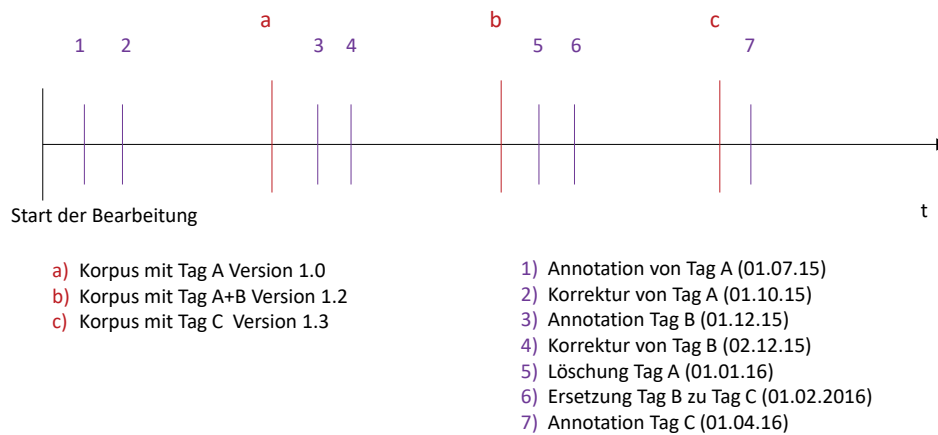 a b c
1 2 3 4 5 6 7
Start der Bearbeitung
t
a) Korpus mit Tag A Version 1.0
b) Korpus mit Tag A+B Version 1.2
c) Korpus mit Tag C Version 1.3
1) Annotation von Tag A (01.07.15)
2) Korrektur von Tag A (01.10.15)
3) Annotation Tag B (01.12.15)
4) Korrektur von Tag B (02.12.15)
5) Löschung Tag A (01.01.16)
6) Ersetzung Tag B zu Tag C (01.02.2016)
7) Annotation Tag C (01.04.16)